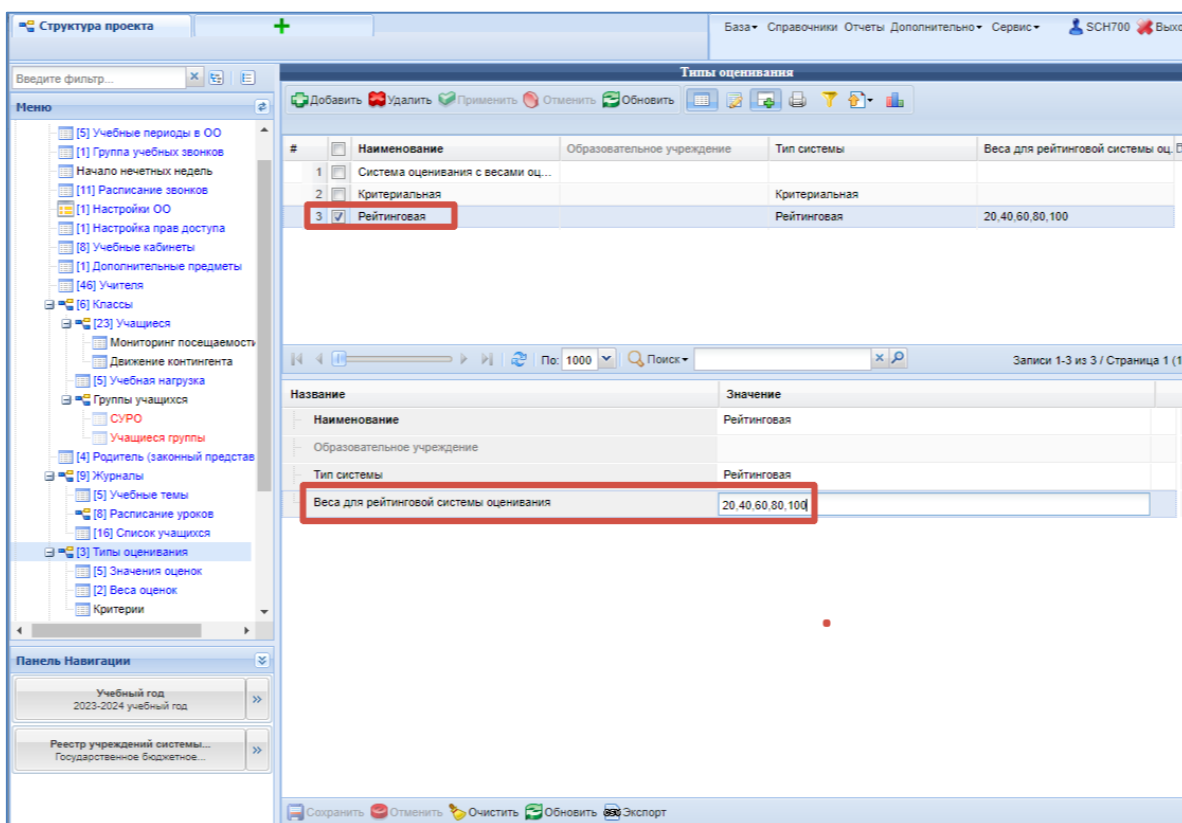 Структура проекта
База Справочники Отчеты Дополнительно Сервис SCH700 Выхо
Введите фильтр...
Меню
[5] Учебные периоды в ОО
[1] Группа учебных звонков
Начало нечетных недель
[11] Расписание звонков
[1] Настройки ОО
[1] Настройка прав доступа
[8] Учебные кабинеты
[1] Дополнительные предметы
[46] Учителя
[6] Классы
[23] Учащиеся
Мониторинг посещаемости
Движение контингента
[5] Учебная нагрузка
Группы учащихся
СУРО
Учащиеся группы
[4] Родитель (законный представ
[9] Журналы
[5] Учебные темы
[8] Расписание уроков
[16] Список учащихся
[3] Типы оценивания
[5] Значения оценок
[2] Веса оценок
Критерии
Панель Навигации
Учебный год
2023-2024 учебный год
Реестр учреждений системы...
Государственное бюджетное...
Типы оценивания
Добавить Удалить Применить Отменить Обновить
# Наименование Образовательное учреждение Тип системы Веса для рейтинговой системы оц.
1 Система оценивания с весами оц...
2 Критериальная Критериальная
3 Рейтинговая Рейтинговая 20,40,60,80,100
По: 1000 Поиск Записи 1-3 из 3 / Страница 1 (1
Название Значение
Наименование Рейтинговая
Образовательное учреждение
Тип системы Рейтинговая
Веса для рейтинговой системы оценивания 20,40,60,80,100
Сохранить Отменить Очистить Обновить Экспорт